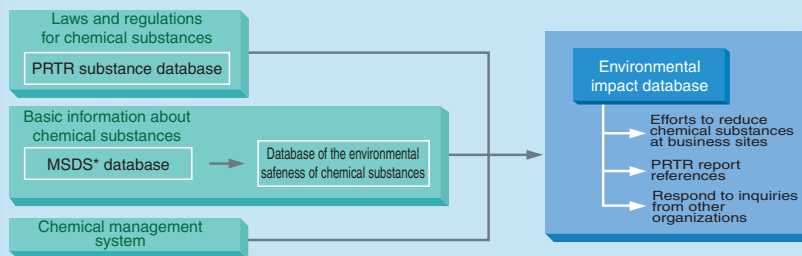 Laws and regulations
for chemical substances
PRTR substance database
Basic information about
chemical substances
MSDS* database
Database of the environmental
safeness of chemical substances
Chemical management
system
Environmental
impact database
Efforts to reduce
chemical substances
at business sites
PRTR report
references
Respond to inquiries
from other
organizations